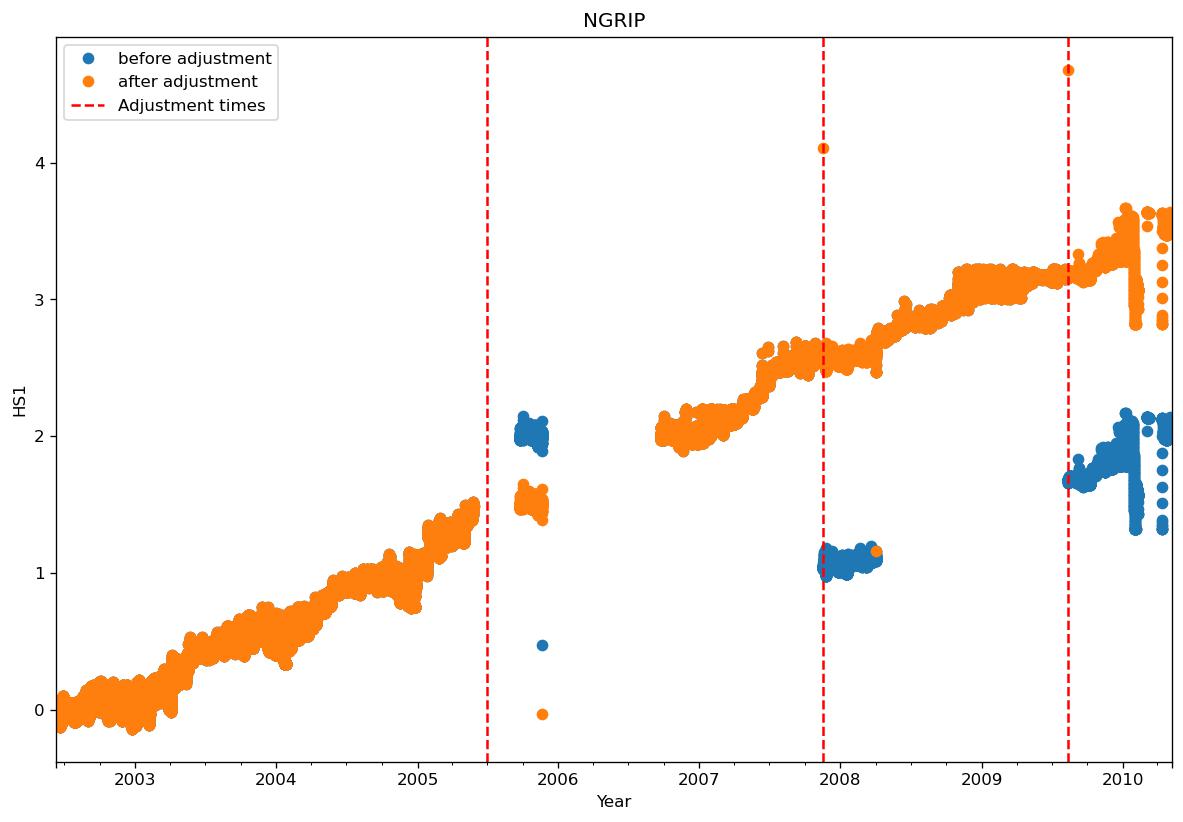 NGRIP
before adjustment
after adjustment
Adjustment times
4
3
2
1
0
HS1
2003 2004 2005 2006 2007 2008 2009 2010
Year